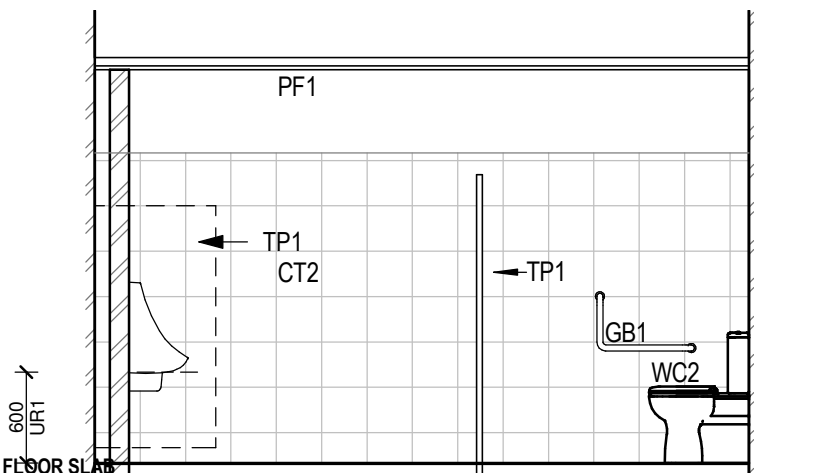 PF1
TP1
CT2
TP1
GB1
WC2
600
UR1
FLOOR SLAB